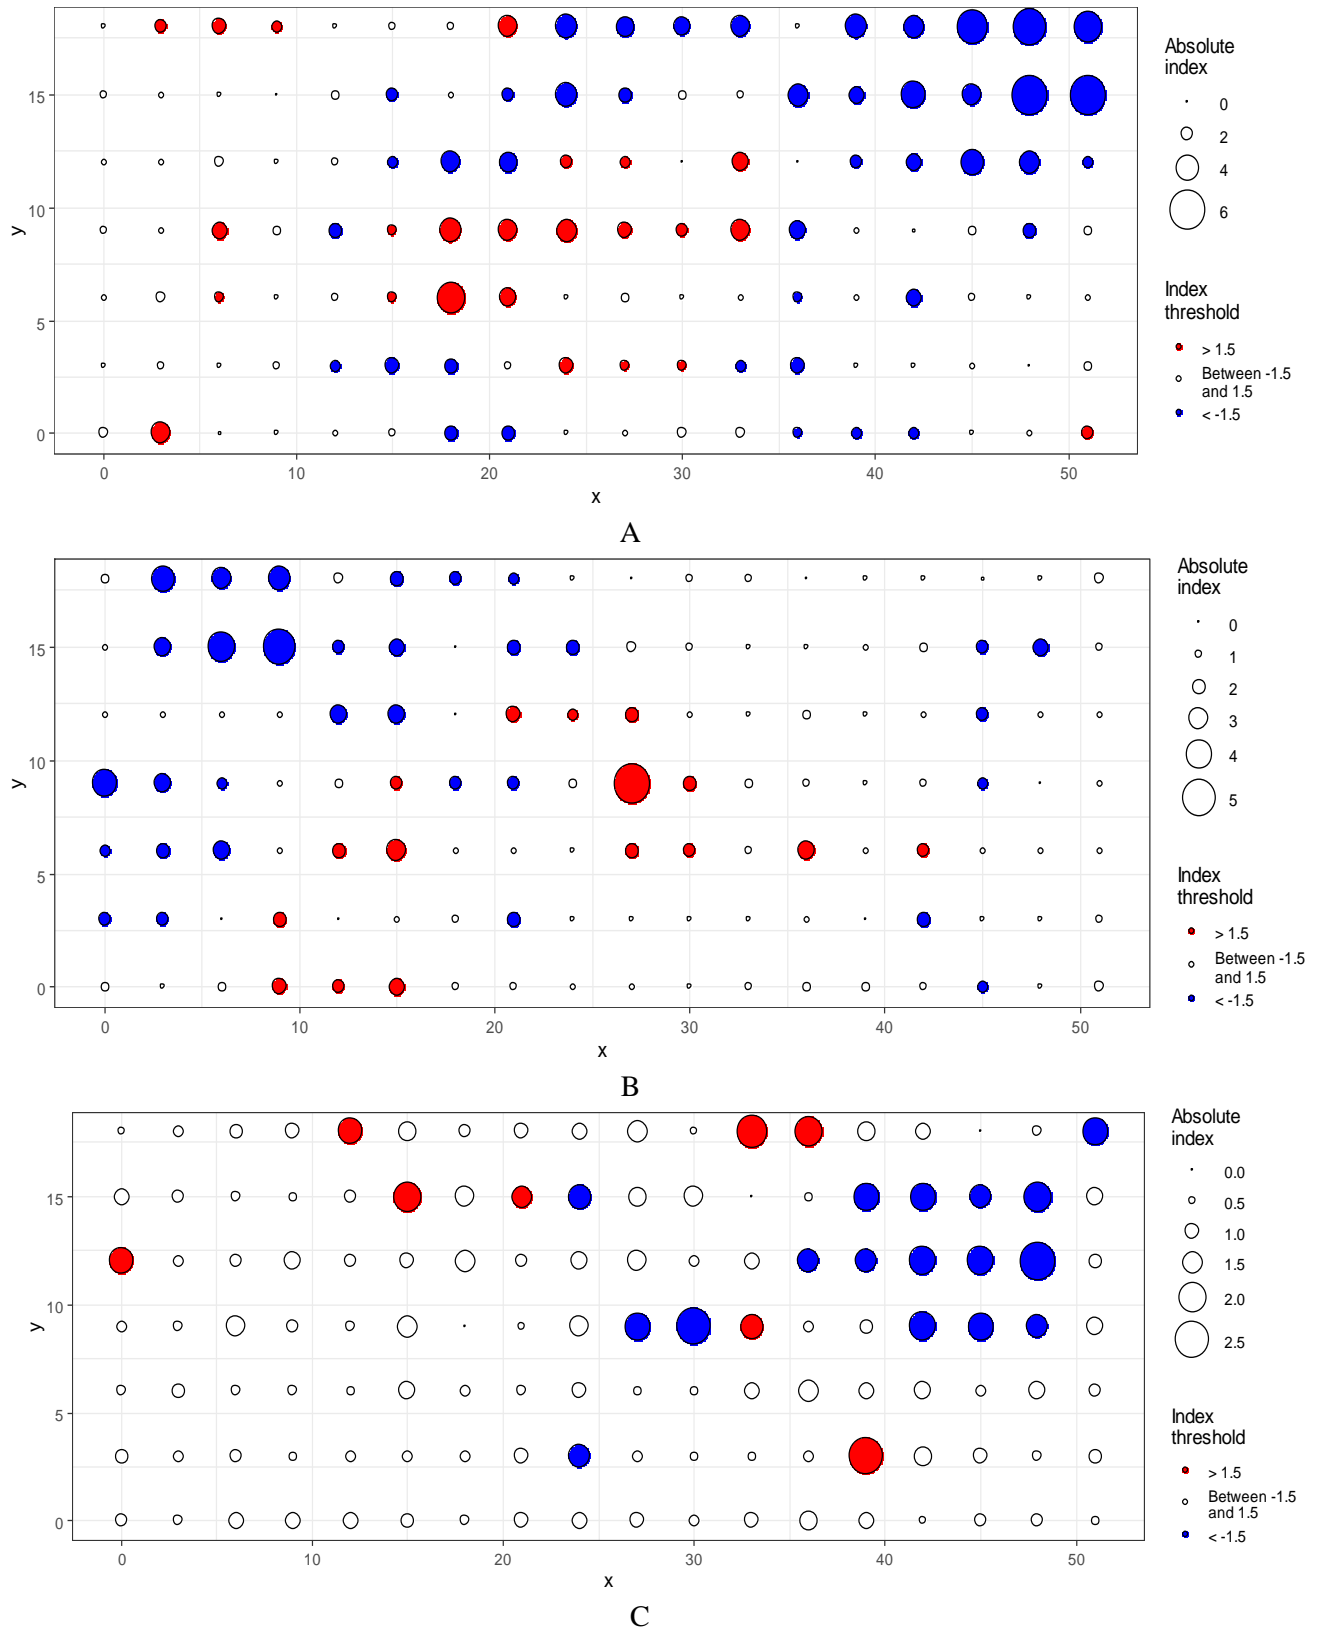 Absolute
index
0
2
4
6
Index
threshold
> 1.5
Between -1.5
and 1.5
< -1.5
y
15
10
5
0
0 10 20 30 40 50
x
A
Absolute
index
0
1
2
3
4
5
Index
threshold
> 1.5
Between -1.5
and 1.5
< -1.5
y
15
10
5
0
0 10 20 30 40 50
x
B
Absolute
index
0.0
0.5
1.0
1.5
2.0
2.5
Index
threshold
> 1.5
Between -1.5
and 1.5
< -1.5
y
15
10
5
0
0 10 20 30 40 50
x
C